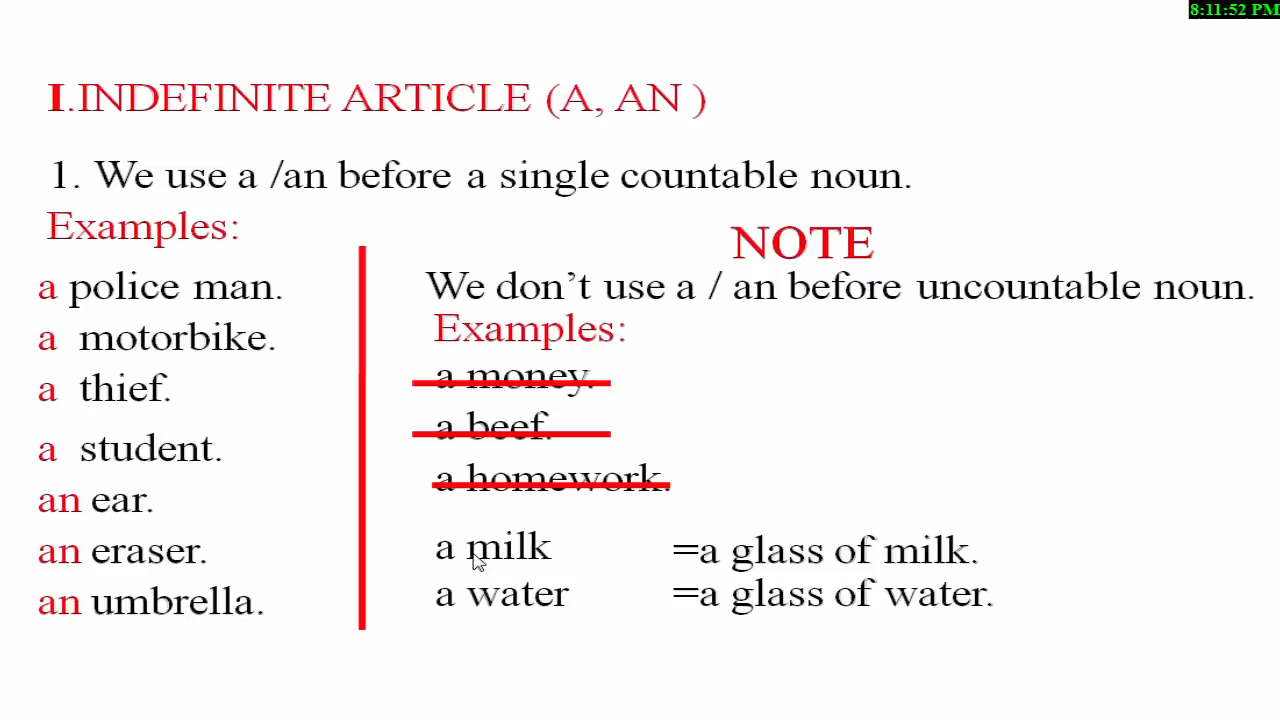 8:11:52 PM
I.INDEFINITE ARTICLE (A, AN )
1. We use a /an before a single countable noun.
Examples:
a police man.
a motorbike.
a thief.
a student.
an ear.
an eraser.
an umbrella.
NOTE
We don't use a / an before uncountable noun.
Examples:
a money.
a beef.
a homework.
a milk =a glass of milk.
a water =a glass of water.